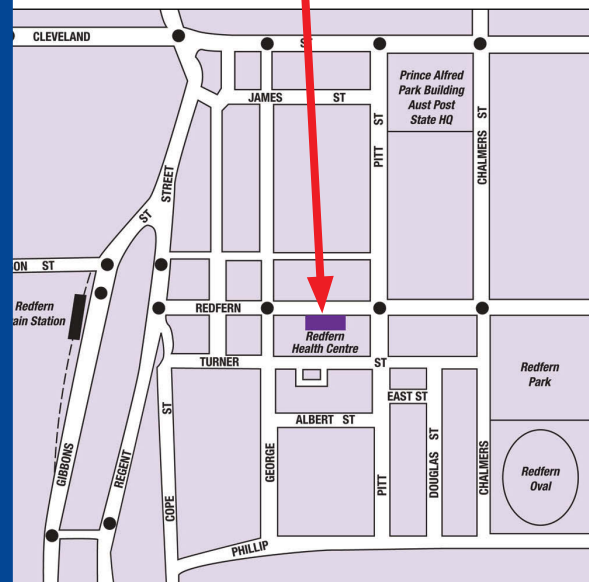 CLEVELAND
ST
JAMES ST
Prince Alfred
Park Building
Aust Post
State HQ
PITT ST
CHALMERS ST
STREET
ST
ON ST
Redfern
ain Station
REDFERN
Redfern
Health Centre
TURNER ST
EAST ST
ALBERT ST
Redfern
Park
Redfern
Oval
GIBBONS
REGENT
COPE ST
GEORGE
PITT
DOUGLAS ST
CHALMERS
PHILLIP